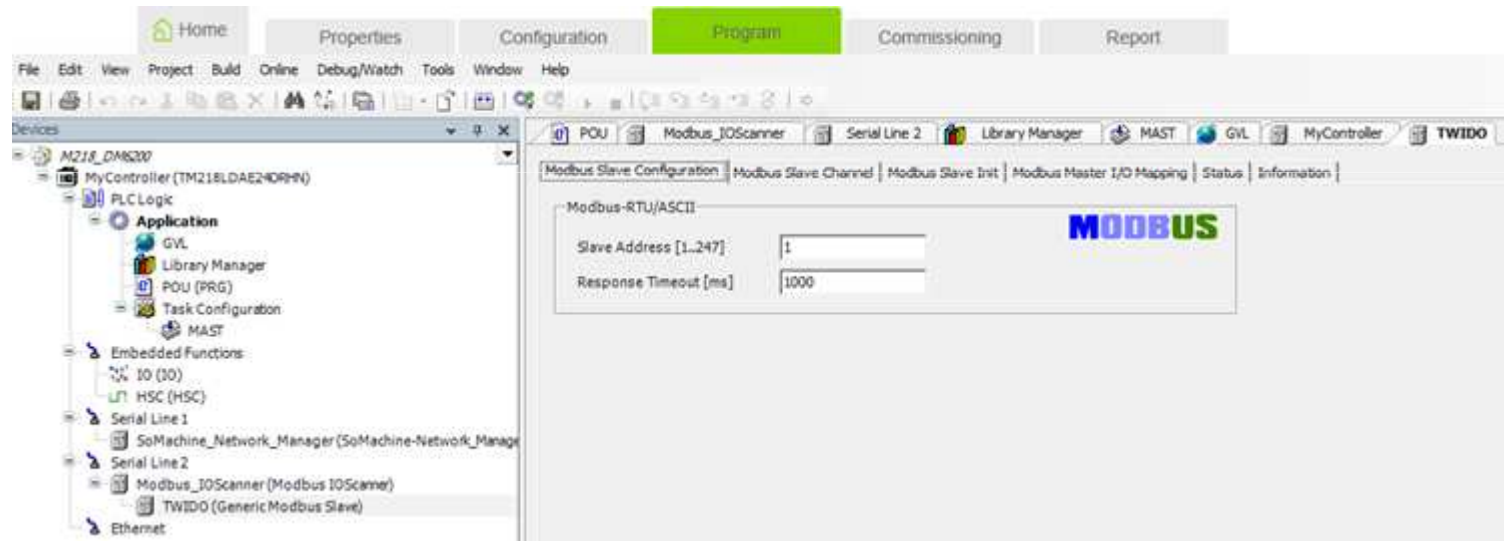 Home Properties Configuration Program Commissioning Report
File Edit View Project Build Online Debug/Watch Tools Window Help
Devices
POU Modbus_IOScanner Serial Line 2 Library Manager MAST GVL MyController TWIDO
M218_DM6200
MyController (TM218LDAE24DRHN)
PLC Logic
Application
GVL
Library Manager
POU (PRG)
Task Configuration
MAST
Embedded Functions
IO (IO)
HSC (HSC)
Serial Line 1
SoMachine_Network_Manager (SoMachine-Network_Manage
Serial Line 2
Modbus_IOScanner (Modbus IOScanner)
TWIDO (Generic Modbus Slave)
Ethernet
Modbus Slave Configuration Modbus Slave Channel Modbus Slave Init Modbus Master I/O Mapping Status Information
Modbus-RTU/ASCII
MODBUS
Slave Address [1..247] 1
Response Timeout [ms] 1000